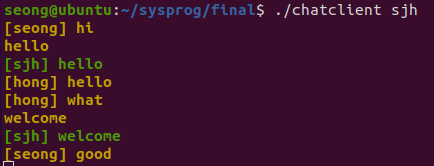 seong@ubuntu:~/sysprog/final$ ./chatclient sjh
[seong] hi
hello
[sjh] hello
[hong] hello
[hong] what
welcome
[sjh] welcome
[seong] good